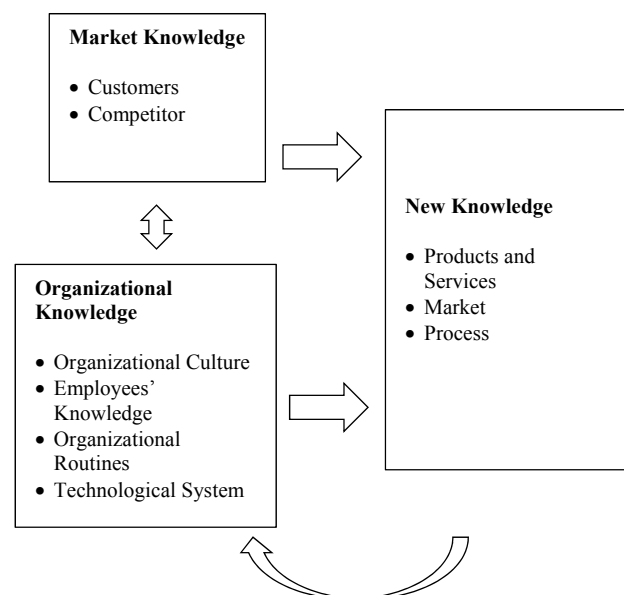 Market Knowledge
• Customers
• Competitor
Organizational
Knowledge
• Organizational Culture
• Employees’
Knowledge
• Organizational
Routines
• Technological System
New Knowledge
• Products and
Services
• Market
• Process